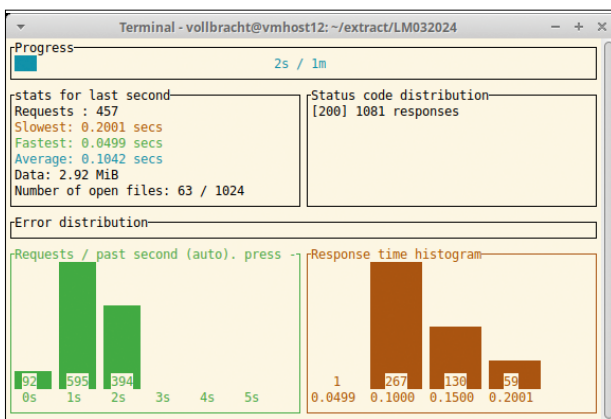 Terminal - vollbracht@vmhost12: ~/extract/LM032024
Progress
2s / 1m
stats for last second
Requests : 457
Slowest: 0.2001 secs
Fastest: 0.0499 secs
Average: 0.1042 secs
Data: 2.92 MiB
Number of open files: 63 / 1024
Status code distribution
[200] 1081 responses
Error distribution
Requests / past second (auto). press -
92 595 394
0s 1s 2s 3s 4s 5s
Response time histogram
1 267 130 59
0.0499 0.1000 0.1500 0.2001